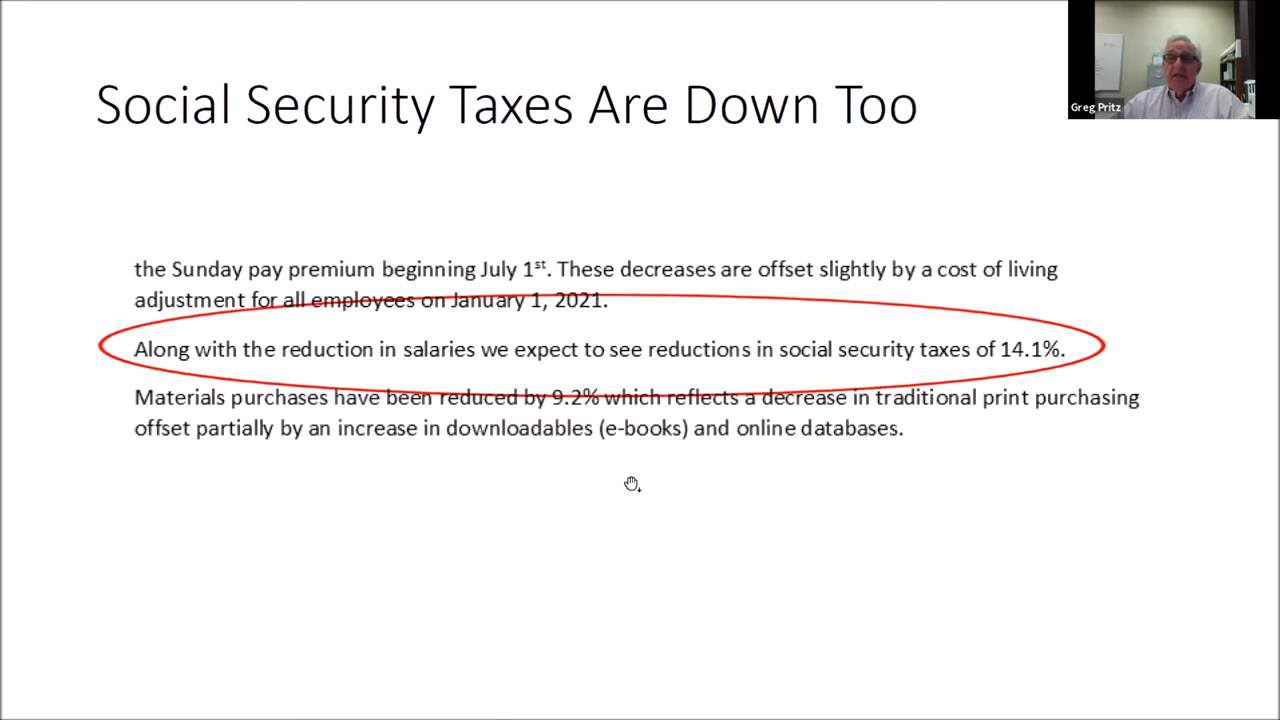 Social Security Taxes Are Down Too
Greg Pritz
the Sunday pay premium beginning July 1st. These decreases are offset slightly by a cost of living
adjustment for all employees on January 1, 2021.
Along with the reduction in salaries we expect to see reductions in social security taxes of 14.1%.
Materials purchases have been reduced by 9.2% which reflects a decrease in traditional print purchasing
offset partially by an increase in downloadables (e-books) and online databases.